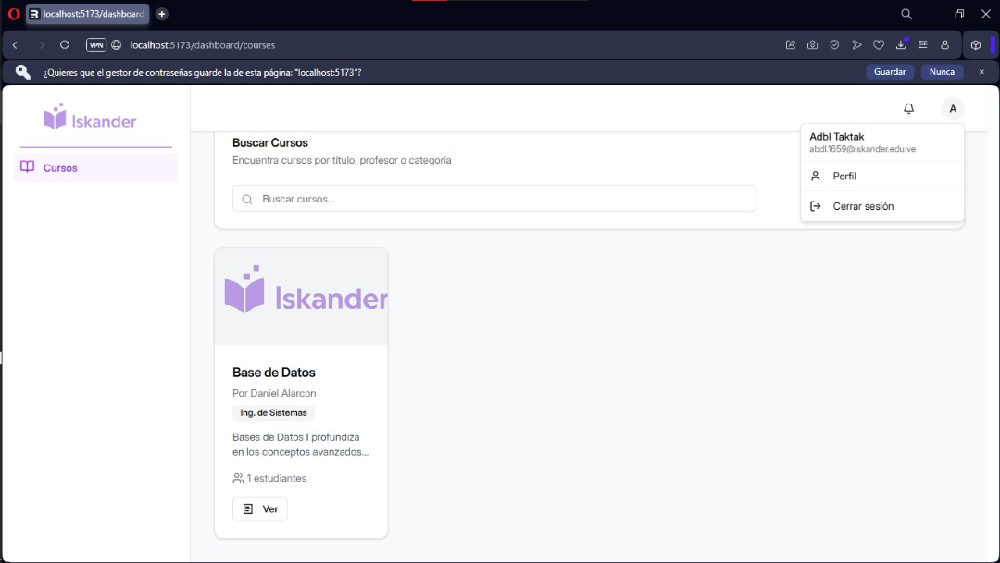 localhost:5173/dashboard
VPN
localhost:5173/dashboard/courses
¿Quieres que el gestor de contraseñas guarde la de esta página: "localhost:5173"?
Guardar
Nunca
Iskander
Cursos
A
Adbl Taktak
abdl.1659@iskander.edu.ve
Perfil
Cerrar sesión
Buscar Cursos
Encuentra cursos por título, profesor o categoría
Buscar cursos...
Iskander
Base de Datos
Por Daniel Alarcon
Ing. de Sistemas
Bases de Datos I profundiza
en los conceptos avanzados...
1 estudiantes
Ver